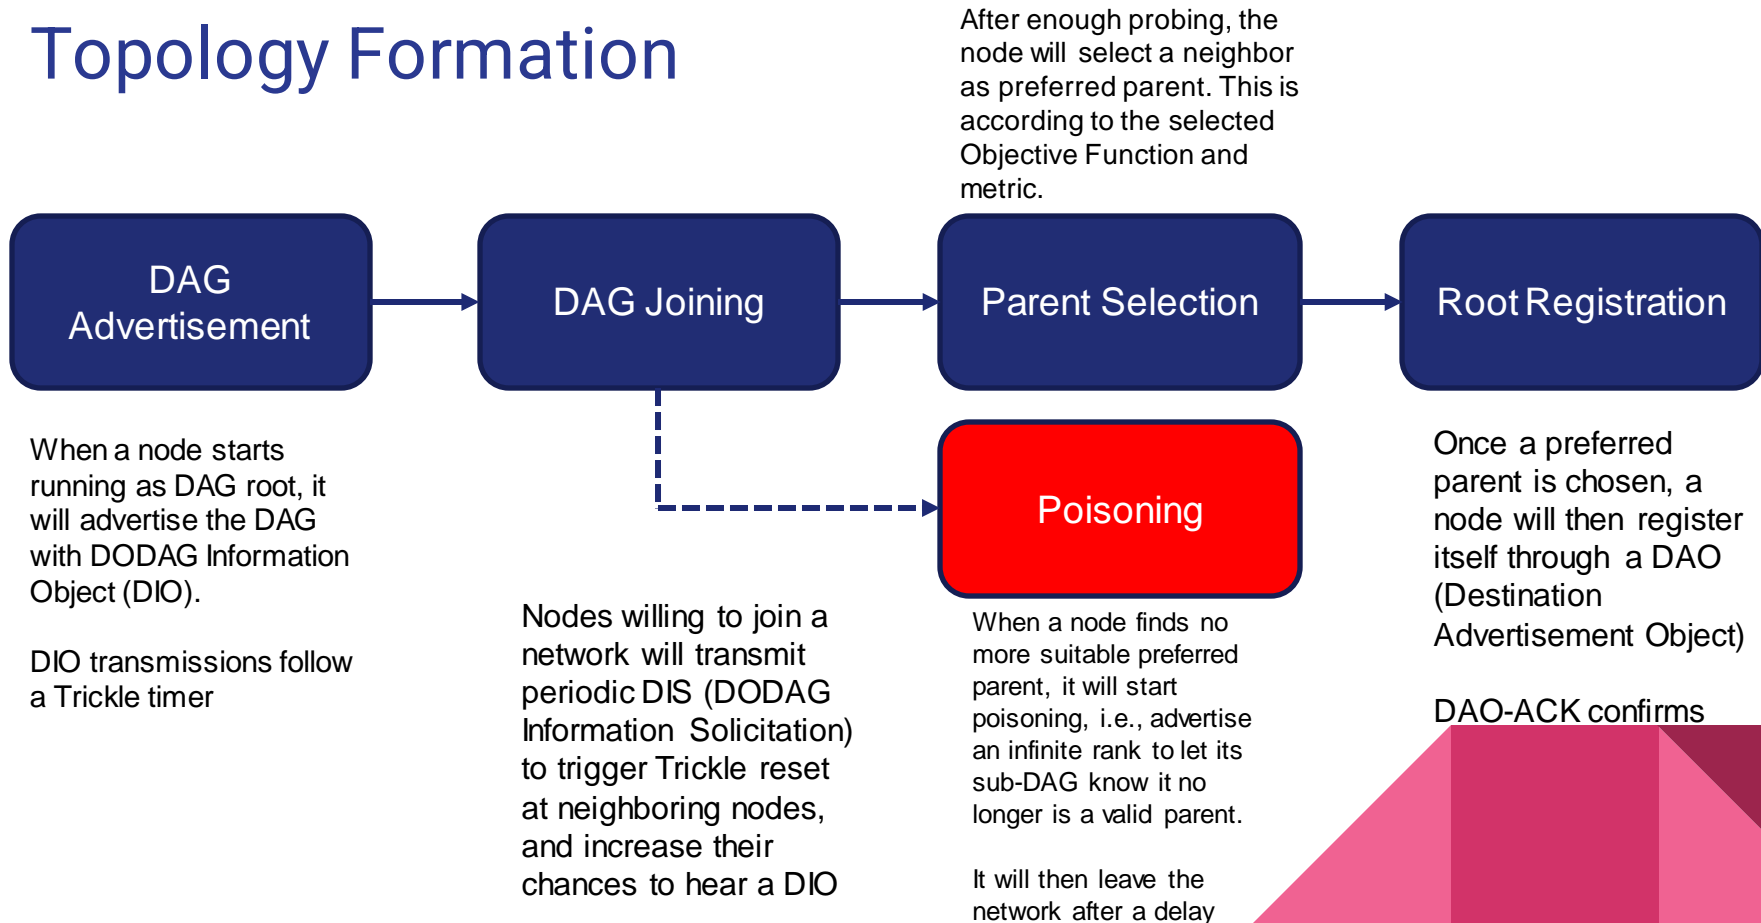 Topology Formation
After enough probing, the
node will select a neighbor
as preferred parent. This is
according to the selected
Objective Function and
metric.
DAG
Advertisement
DAG Joining
Parent Selection
Root Registration
When a node starts
running as DAG root, it
will advertise the DAG
with DODAG Information
Object (DIO).
DIO transmissions follow
a Trickle timer
Nodes willing to join a
network will transmit
periodic DIS (DODAG
Information Solicitation)
to trigger Trickle reset
at neighboring nodes,
and increase their
chances to hear a DIO
Poisoning
When a node finds no
more suitable preferred
parent, it will start
poisoning, i.e., advertise
an infinite rank to let its
sub-DAG know it no
longer is a valid parent.
It will then leave the
network after a delay
Once a preferred
parent is chosen, a
node will then register
itself through a DAO
(Destination
Advertisement Object)
DAO-ACK confirms